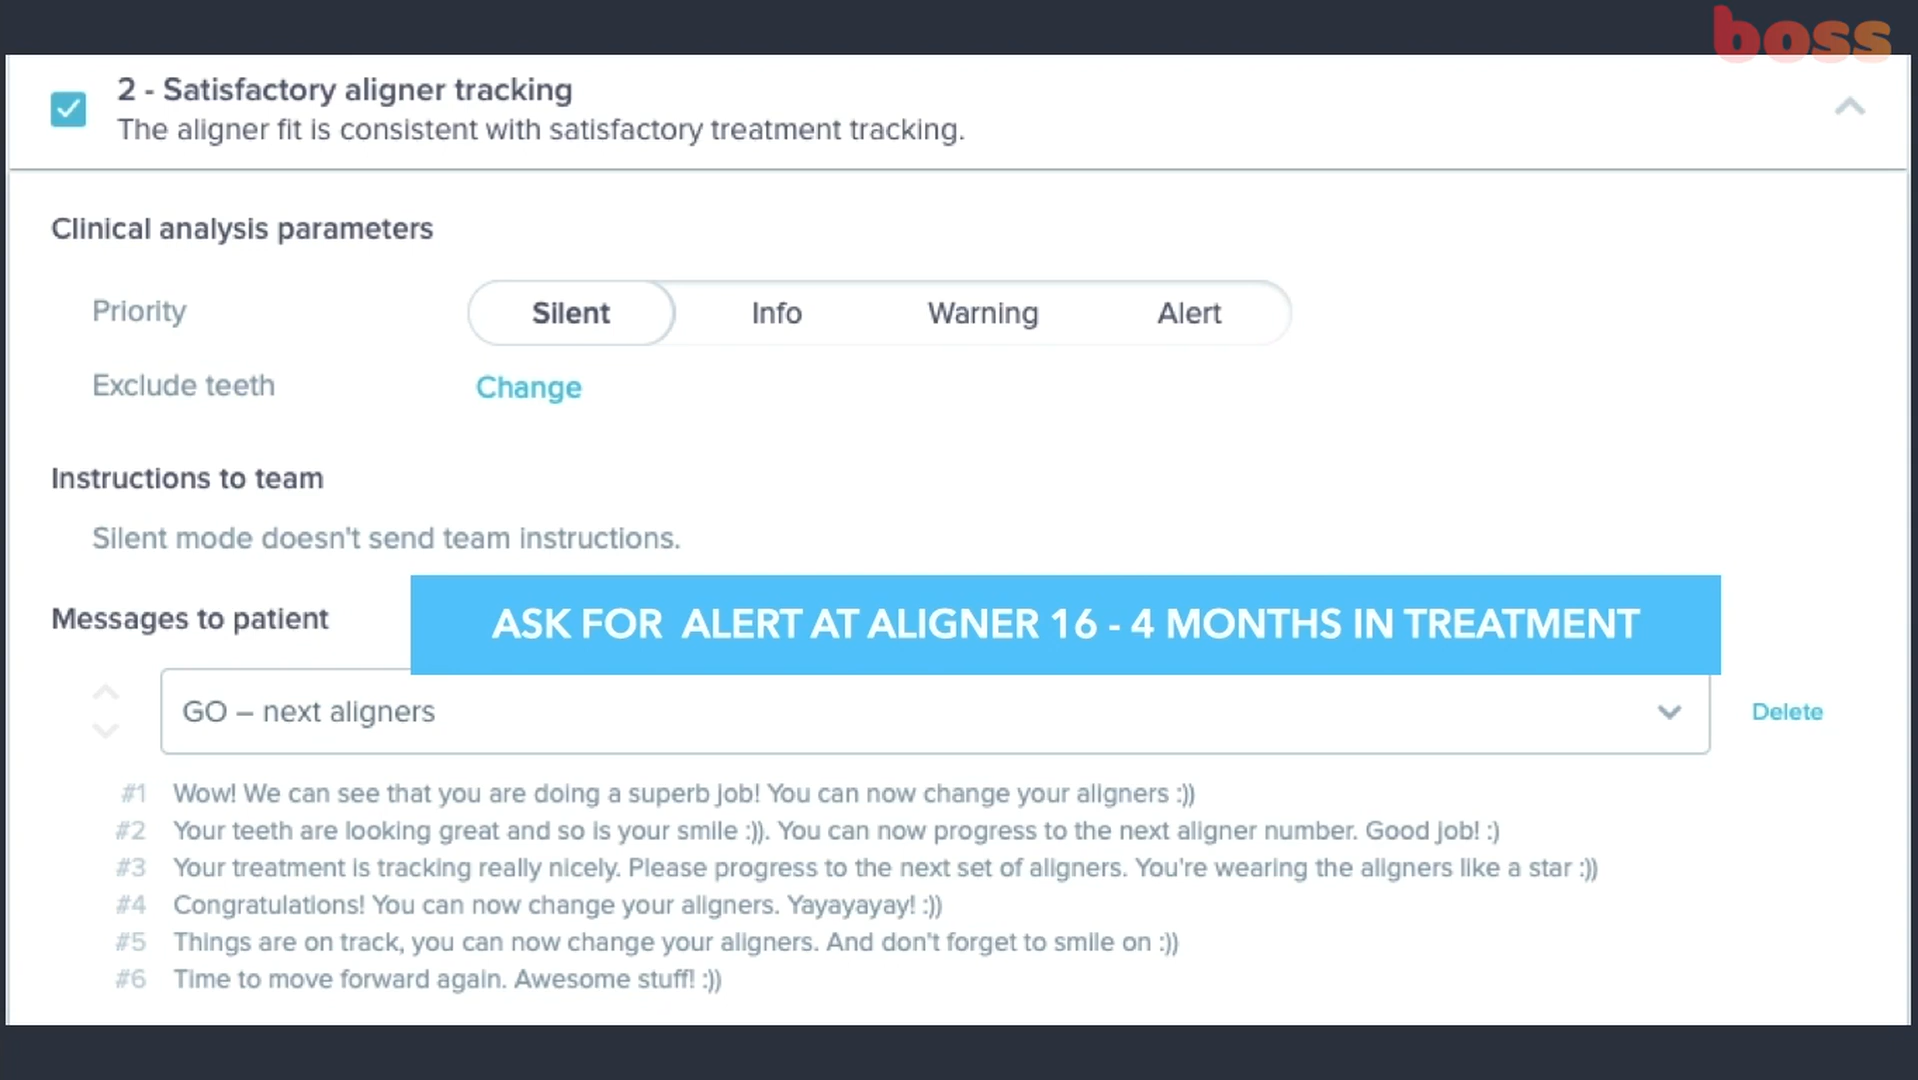 boss
2 - Satisfactory aligner tracking
The aligner fit is consistent with satisfactory treatment tracking.
Clinical analysis parameters
Priority
Silent
Info
Warning
Alert
Exclude teeth
Change
Instructions to team
Silent mode doesn't send team instructions.
Messages to patient
ASK FOR ALERT AT ALIGNER 16 - 4 MONTHS IN TREATMENT
GO – next aligners
Delete
#1 Wow! We can see that you are doing a superb job! You can now change your aligners :))
#2 Your teeth are looking great and so is your smile :)). You can now progress to the next aligner number. Good job! :)
#3 Your treatment is tracking really nicely. Please progress to the next set of aligners. You're wearing the aligners like a star :))
#4 Congratulations! You can now change your aligners. Yayayayay! :))
#5 Things are on track, you can now change your aligners. And don't forget to smile on :))
#6 Time to move forward again. Awesome stuff! :))